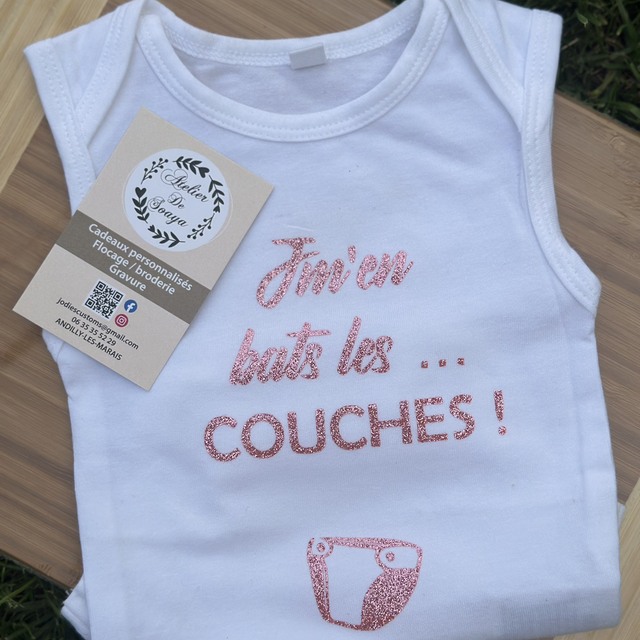 Atelier
De
Soaya
Cadeaux personnalisés
Flocage / broderie
Gravure
jodiescustoms@gmail.com
06 35 35 52 29
ANDILLY-LES-MARAIS
J'm'en
bats les ...
COUCHES !